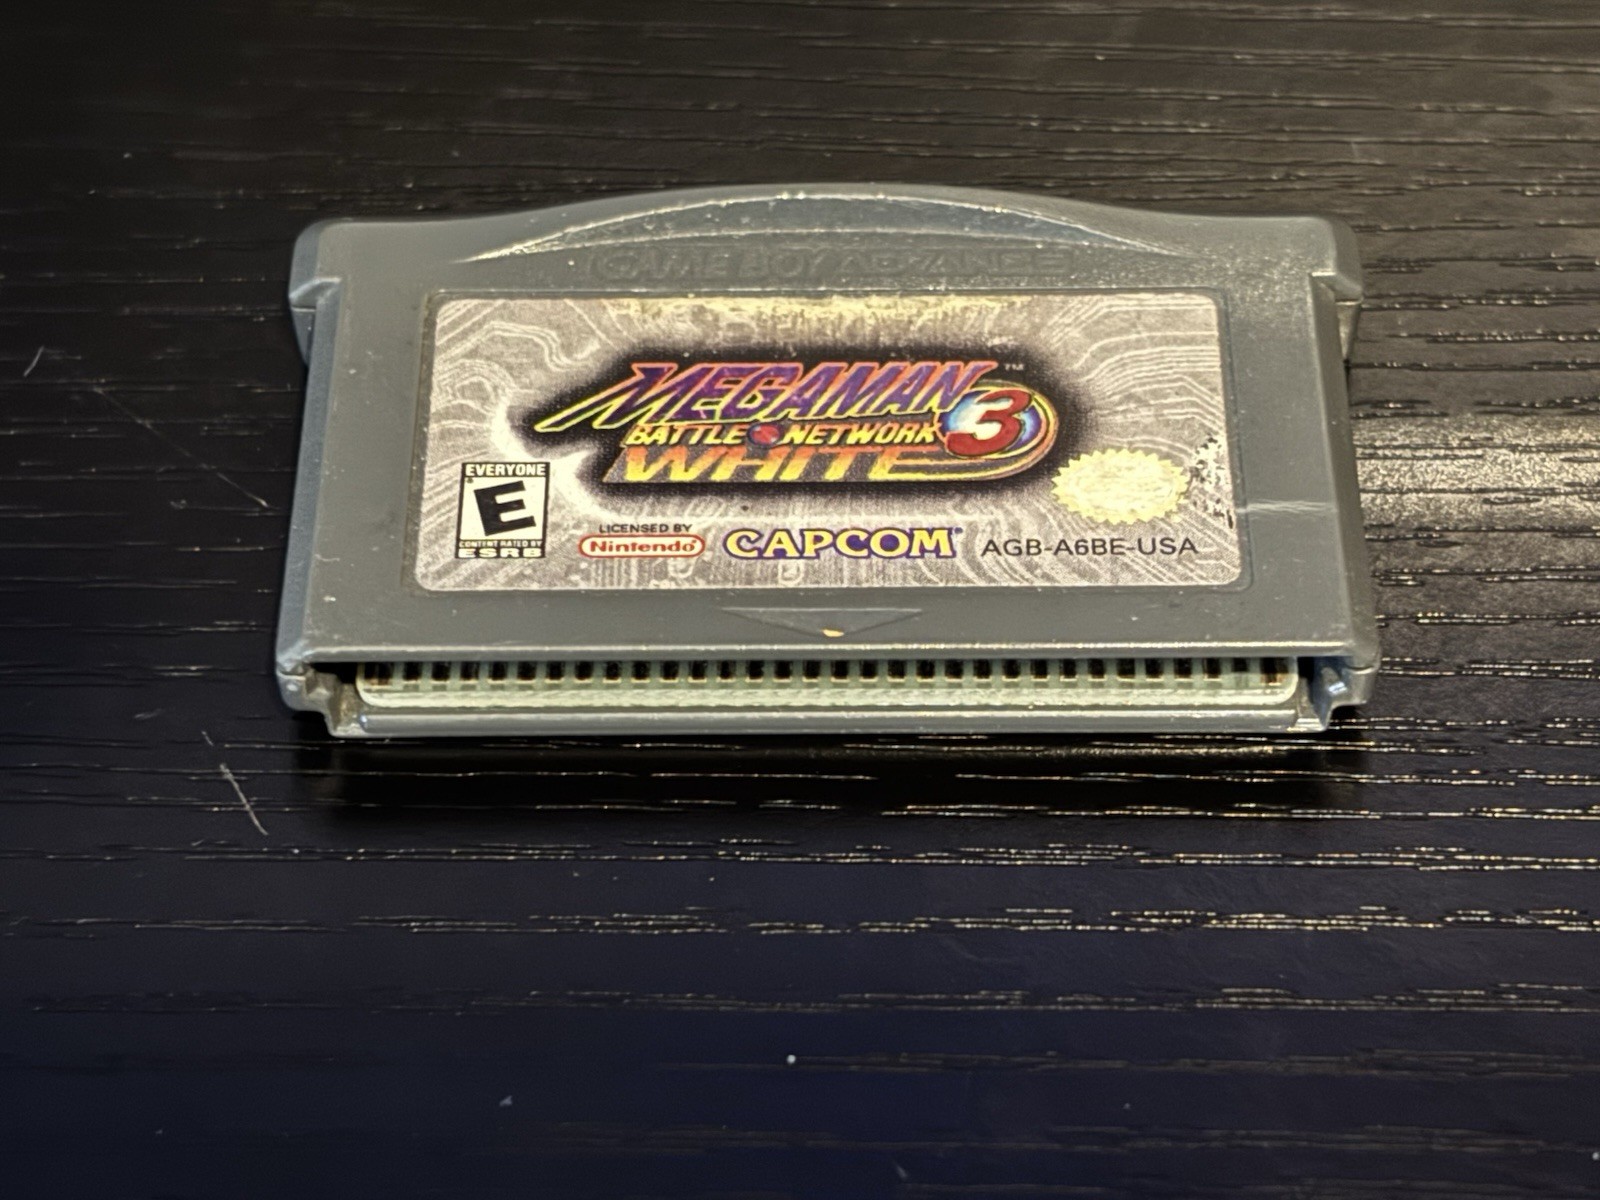 GAME BOY ADVANCE
MEGAMAN™
BATTLE NETWORK 3
WHITE
EVERYONE
E
CONTENT RATED BY
ESRB
LICENSED BY
Nintendo®
CAPCOM®
AGB-A6BE-USA